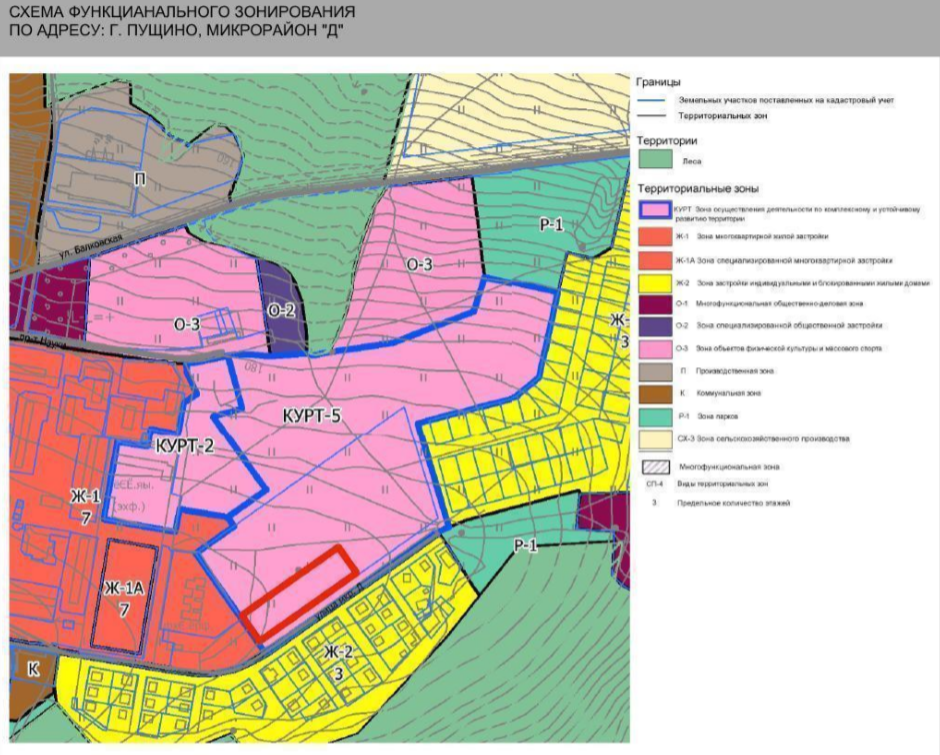 СХЕМА ФУНКЦИАНАЛЬНОГО ЗОНИРОВАНИЯ
ПО АДРЕСУ: Г. ПУЩИНО, МИКРОРАЙОН "Д"
Границы
Земельных участков поставленных на кадастровый учет
Территориальных зон
Территории
Леса
Территориальные зоны
КУРТ Зона осуществления деятельности по комплексному и устойчивому
развитию территории
Ж-1 Зона многоквартирной жилой застройки
Ж-1А Зона специализированной многоквартирной застройки
Ж-2 Зона застройки индивидуальными и блокированными жилыми домами
О-1 Многофункциональная общественно-деловая зона
О-2 Зона специализированной общественной застройки
О-3 Зона объектов физической культуры и массового спорта
П Производственная зона
К Коммунальная зона
Р-1 Зона парков
СХ-3 Зона сельскохозяйственного производства
Многофункциональная зона
СП-4 Виды территориальных зон
3 Предельное количество этажей
П
ул. Балковская
Р-1
О-3
О-2
О-3
Ж-
3
180
КУРТ-5
КУРТ-2
Ж-1
7
Р-1
Ж-1А
7
Ж-2
3
К